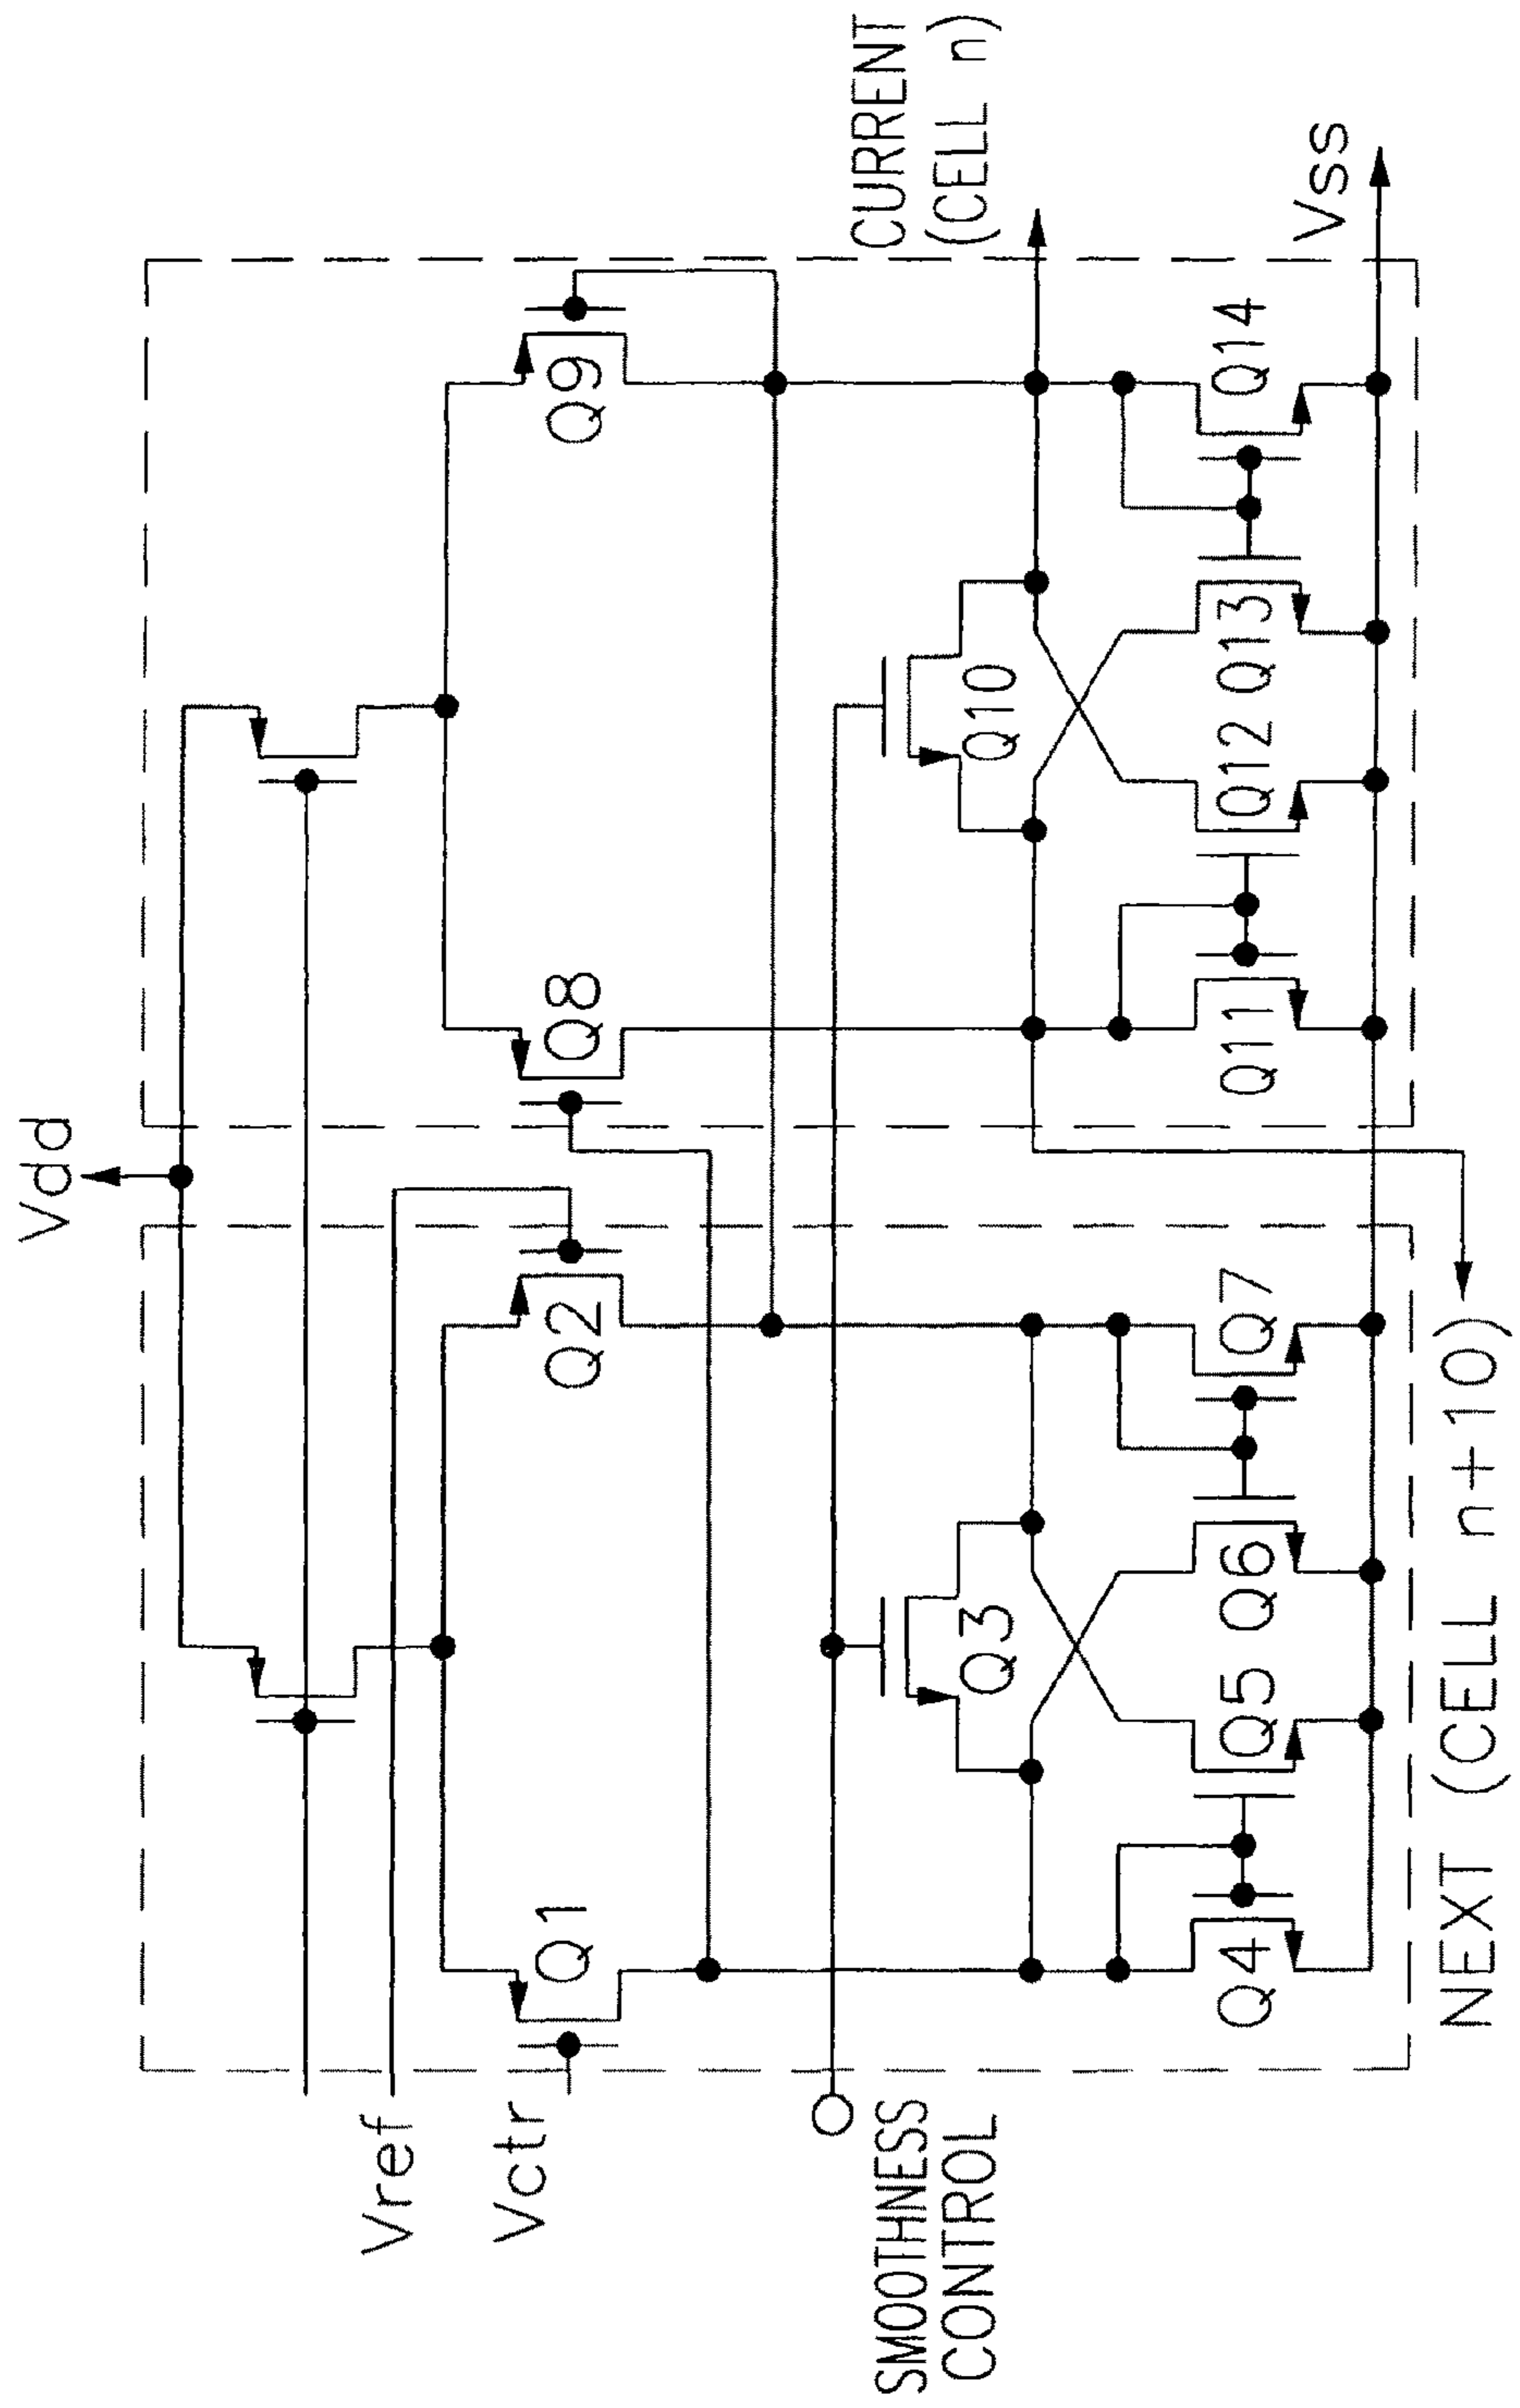 Vdd
Vref
Vctr
SMOOTHNESS
CONTROL
Q1
Q2
Q8
Q9
Q3
Q10
CURRENT
(CELL n)
Q4
Q5
Q6
Q7
Q11
Q12
Q13
Q14
Vss
NEXT (CELL n+10)